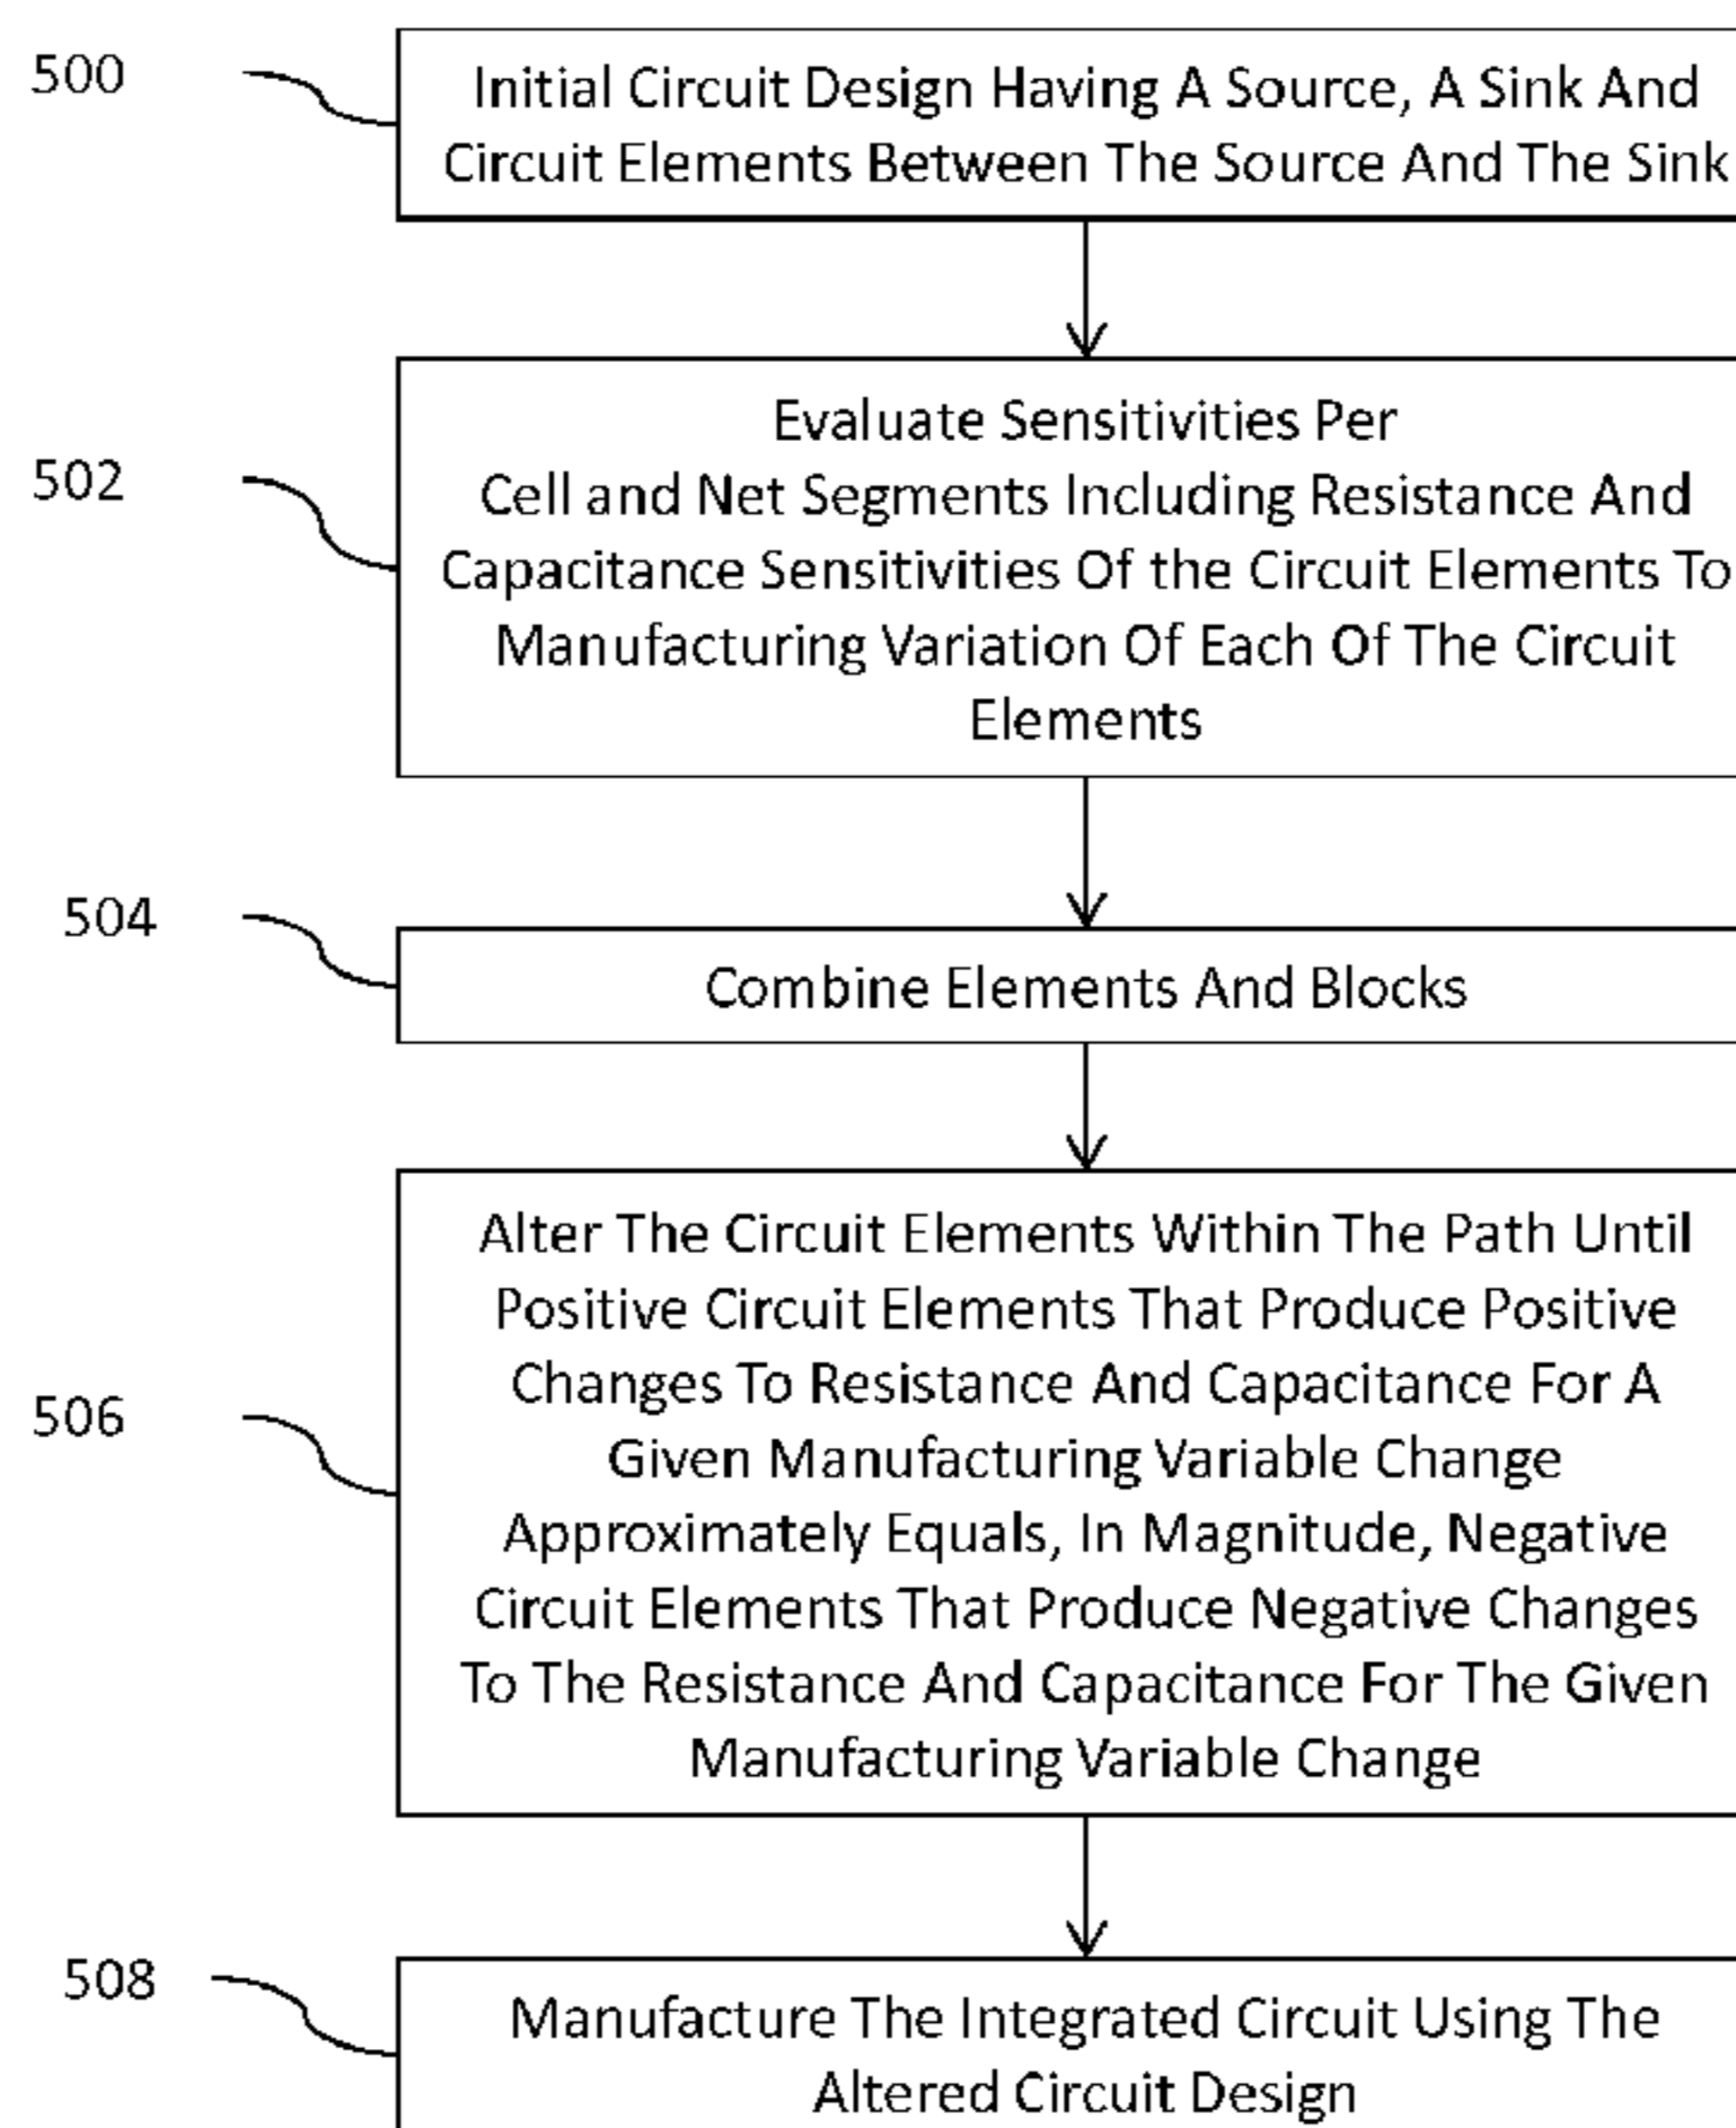 500
Initial Circuit Design Having A Source, A Sink And
Circuit Elements Between The Source And The Sink
502
Evaluate Sensitivities Per
Cell and Net Segments Including Resistance And
Capacitance Sensitivities Of the Circuit Elements To
Manufacturing Variation Of Each Of The Circuit
Elements
504
Combine Elements And Blocks
506
Alter The Circuit Elements Within The Path Until
Positive Circuit Elements That Produce Positive
Changes To Resistance And Capacitance For A
Given Manufacturing Variable Change
Approximately Equals, In Magnitude, Negative
Circuit Elements That Produce Negative Changes
To The Resistance And Capacitance For The Given
Manufacturing Variable Change
508
Manufacture The Integrated Circuit Using The
Altered Circuit Design